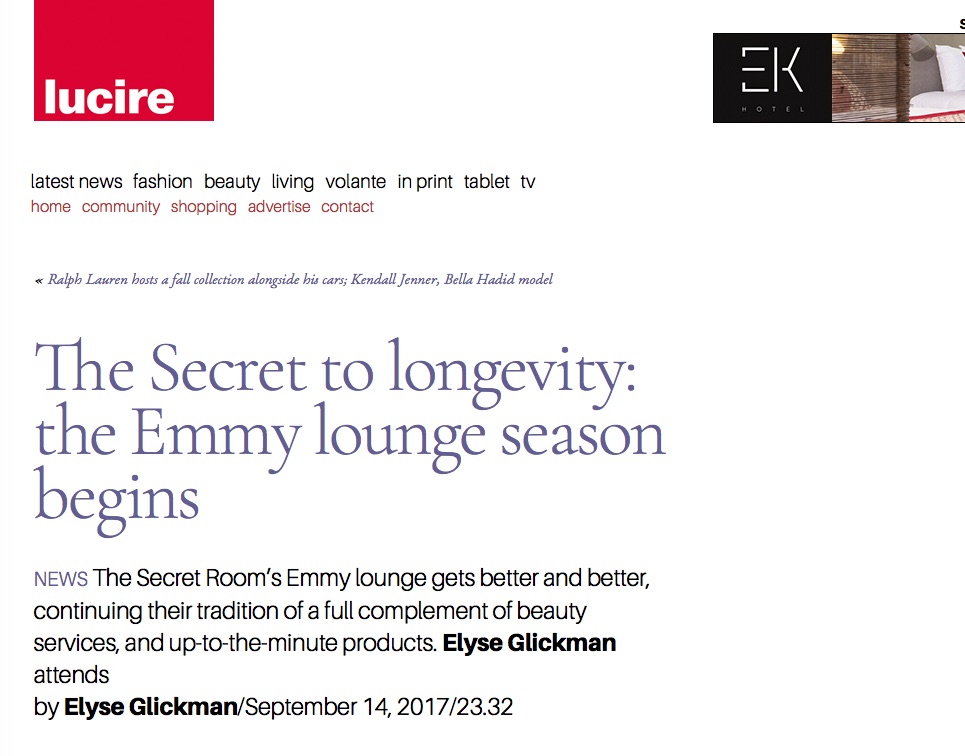 s
lucire
EK
HOTEL
latest news fashion beauty living volante in print tablet tv
home community shopping advertise contact
« Ralph Lauren hosts a fall collection alongside his cars; Kendall Jenner, Bella Hadid model
The Secret to longevity:
the Emmy lounge season
begins
NEWS The Secret Room’s Emmy lounge gets better and better,
continuing their tradition of a full complement of beauty
services, and up-to-the-minute products. Elyse Glickman
attends
by Elyse Glickman/September 14, 2017/23.32